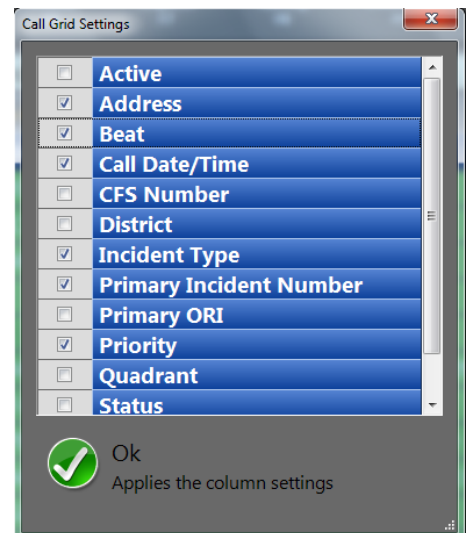 Call Grid Settings
Active
Address
Beat
Call Date/Time
CFS Number
District
Incident Type
Primary Incident Number
Primary ORI
Priority
Quadrant
Status
Ok
Applies the column settings